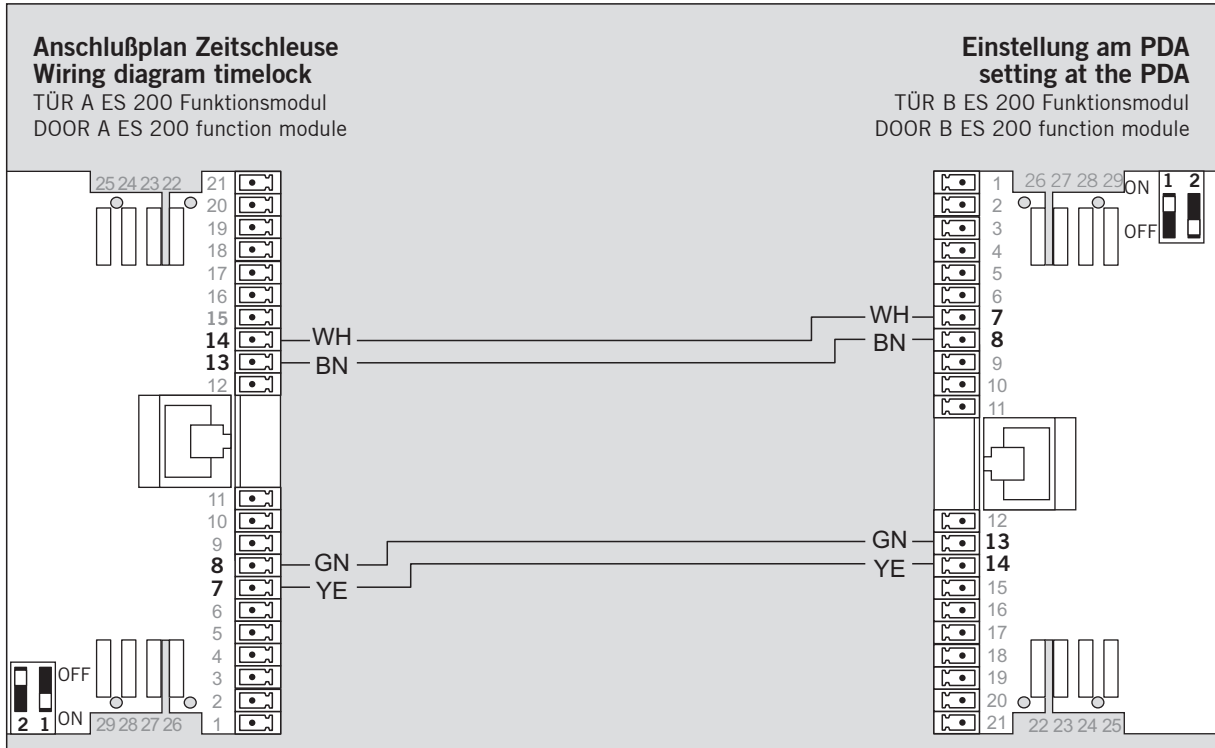 Anschlußplan Zeitschleuse
Wiring diagram timelock
TÜR A ES 200 Funktionsmodul
DOOR A ES 200 function module
Einstellung am PDA
setting at the PDA
TÜR B ES 200 Funktionsmodul
DOOR B ES 200 function module
25 24 23 22
21
20
19
18
17
16
15
14
13
12
11
10
9
8
7
6
5
4
3
2
1
29 28 27 26
OFF
ON
2 1
WH
BN
GN
YE
WH
BN
GN
YE
1
2
3
4
5
6
7
8
9
10
11
12
13
14
15
16
17
18
19
20
21
26 27 28 29
ON
OFF
1 2
22 23 24 25